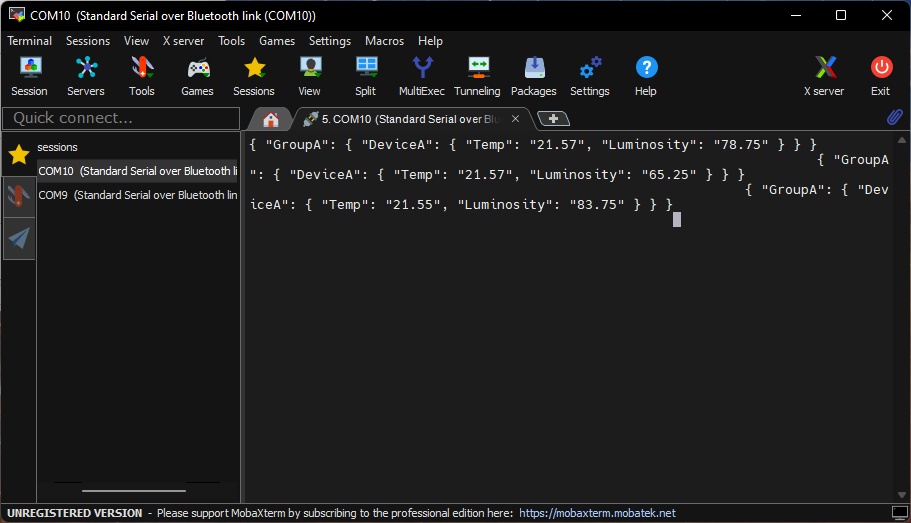 COM10 (Standard Serial over Bluetooth link (COM10))
Terminal Sessions View X server Tools Games Settings Macros Help
Session Servers Tools Games Sessions View Split MultiExec Tunneling Packages Settings Help X server Exit
Quick connect...
5. COM10 (Standard Serial over Blu
sessions
COM10 (Standard Serial over Bluetooth li
COM9 (Standard Serial over Bluetooth lin
{ "GroupA": { "DeviceA": { "Temp": "21.57", "Luminosity": "78.75" } } }
{ "GroupA
": { "DeviceA": { "Temp": "21.57", "Luminosity": "65.25" } } }
{ "GroupA": { "Dev
iceA": { "Temp": "21.55", "Luminosity": "83.75" } } }
UNREGISTERED VERSION - Please support MobaXterm by subscribing to the professional edition here: https://mobaxterm.mobatek.net